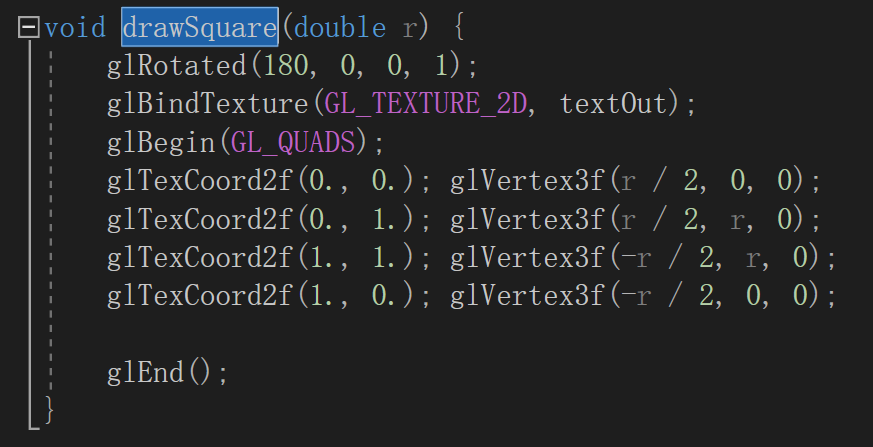 void drawSquare(double r) {
glRotated(180, 0, 0, 1);
glBindTexture(GL_TEXTURE_2D, textOut);
glBegin(GL_QUADS);
glTexCoord2f(0., 0.); glVertex3f(r / 2, 0, 0);
glTexCoord2f(0., 1.); glVertex3f(r / 2, r, 0);
glTexCoord2f(1., 1.); glVertex3f(-r / 2, r, 0);
glTexCoord2f(1., 0.); glVertex3f(-r / 2, 0, 0);
glEnd();
}